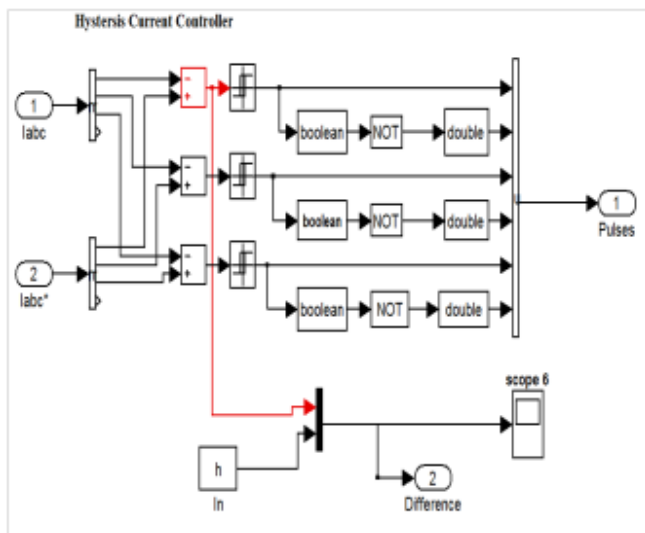 Hystersis Current Controller
1
Iabc
2
Iabc*
−
+
−
+
−
+
boolean
NOT
double
boolean
NOT
double
boolean
NOT
double
1
Pulses
scope 6
h
In
2
Difference